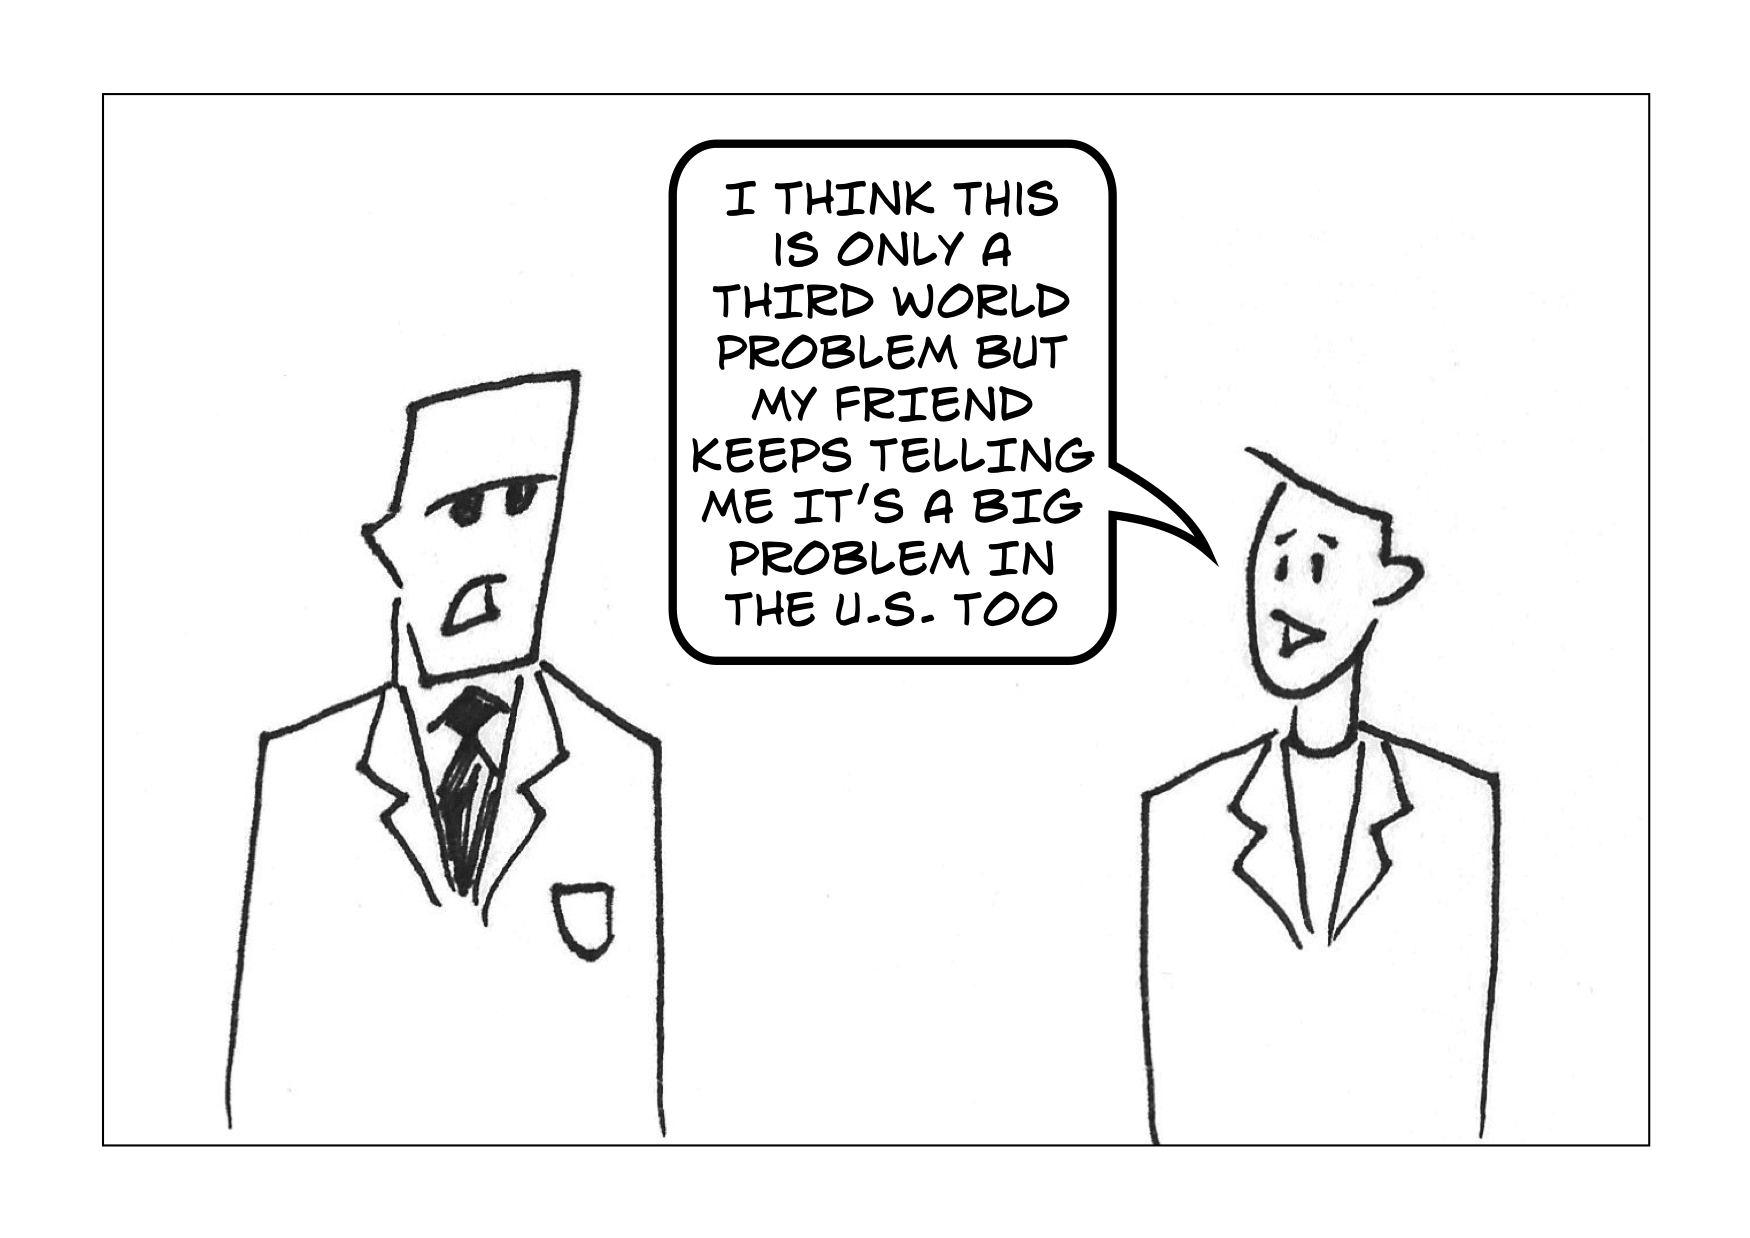 I THINK THIS
IS ONLY A
THIRD WORLD
PROBLEM BUT
MY FRIEND
KEEPS TELLING
ME IT'S A BIG
PROBLEM IN
THE U.S. TOO